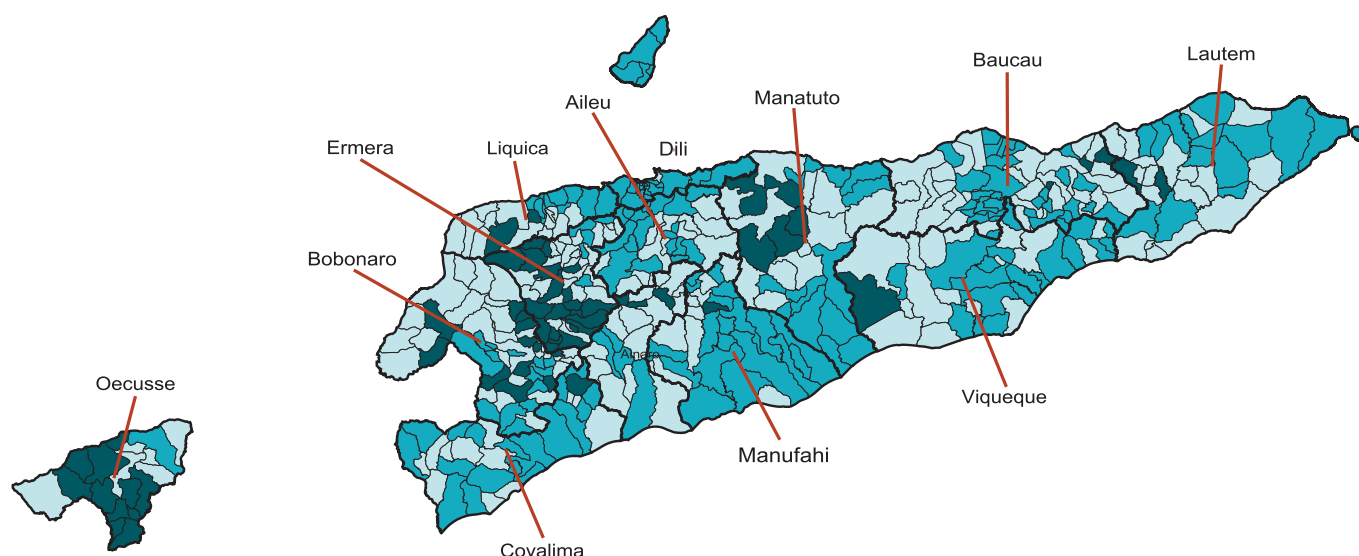 Baucau
Lautem
Aileu
Manatuto
Ermera
Liquica
Dili
Bobonaro
Ainaro
Oecusse
Viqueque
Manufahi
Covalima